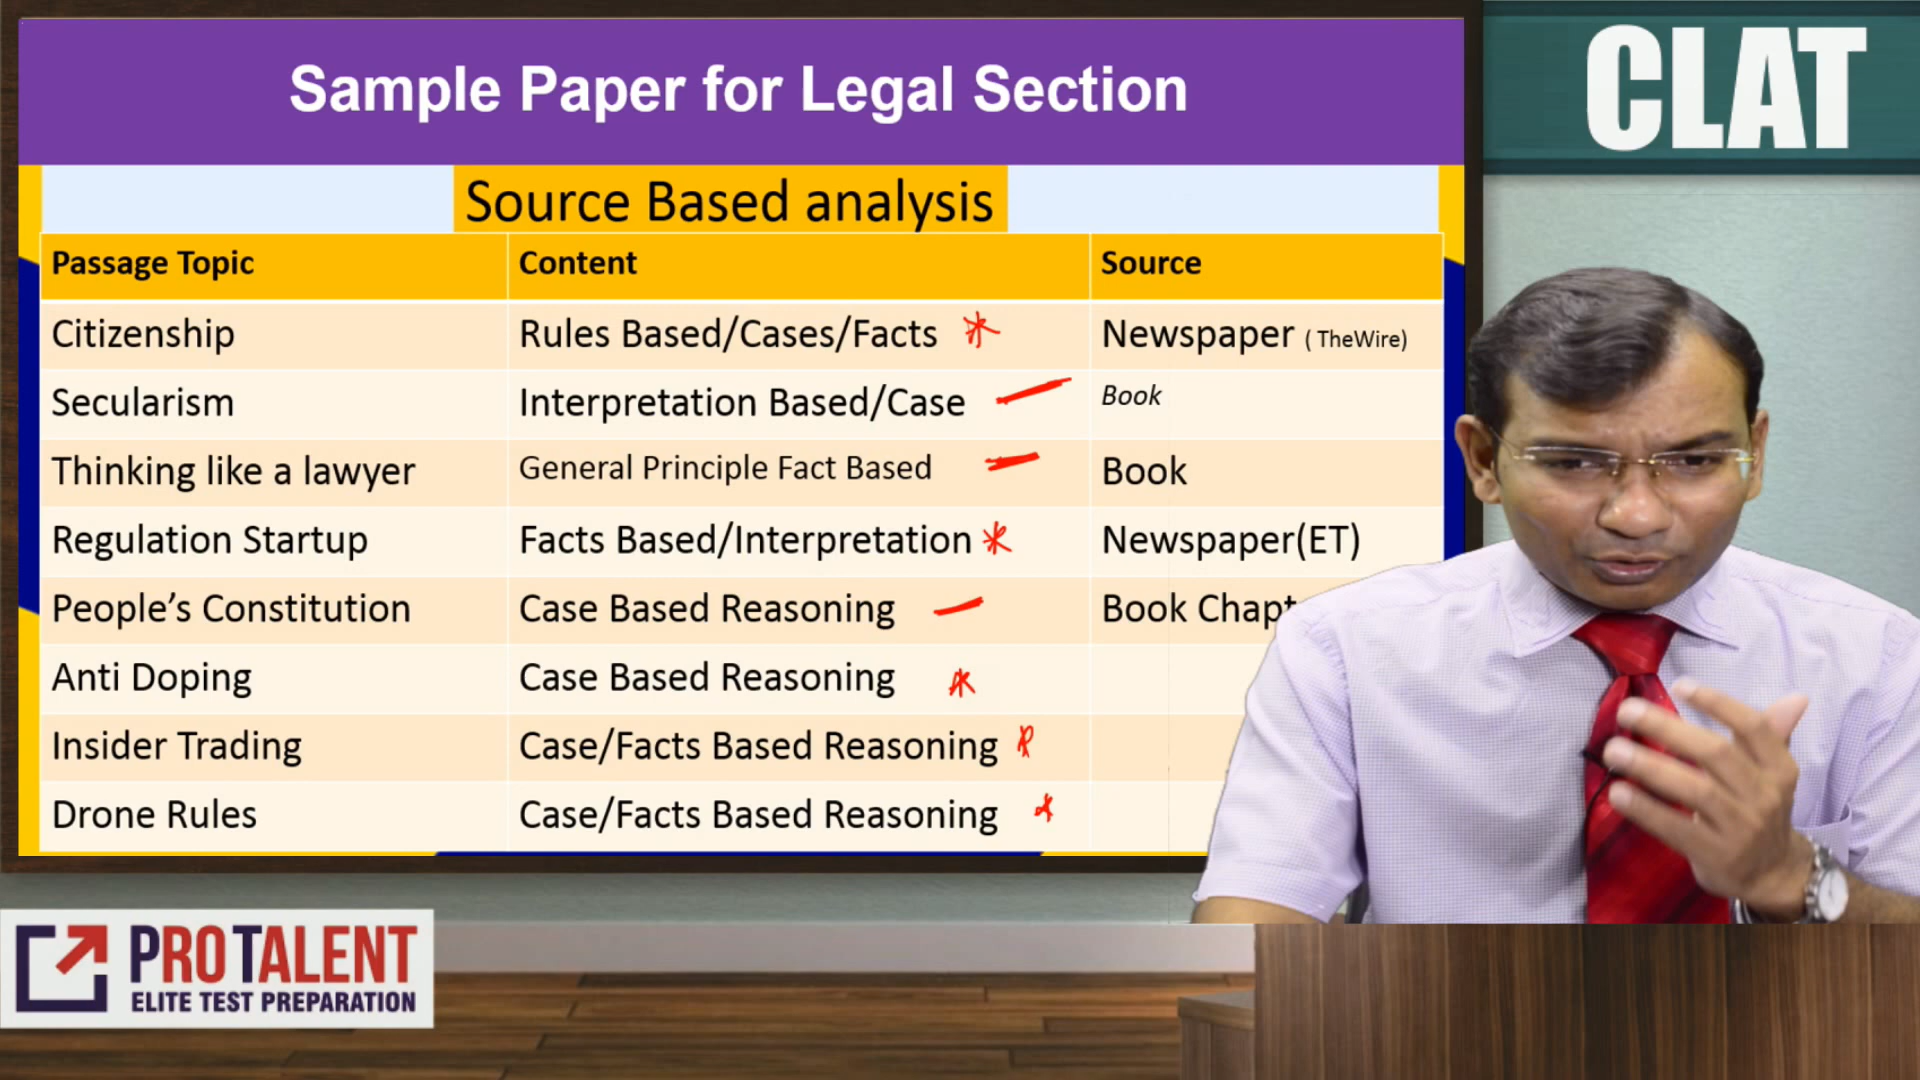 Sample Paper for Legal Section
CLAT
Source Based analysis
Passage Topic Content Source
Citizenship Rules Based/Cases/Facts Newspaper ( TheWire)
Secularism Interpretation Based/Case Book
Thinking like a lawyer General Principle Fact Based Book
Regulation Startup Facts Based/Interpretation Newspaper(ET)
People's Constitution Case Based Reasoning Book
Anti Doping Case Based Reasoning
Insider Trading Case/Facts Based Reasoning
Drone Rules Case/Facts Based Reasoning
PROTALENT
ELITE TEST PREPARATION